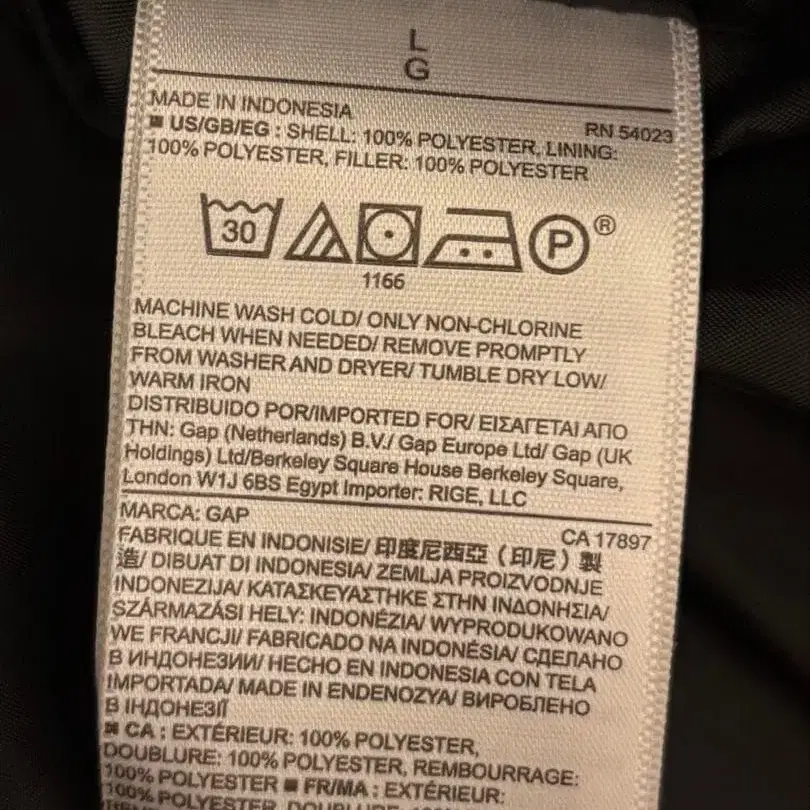 L
G
MADE IN INDONESIA
RN 54023
■ US/GB/EG : SHELL: 100% POLYESTER, LINING:
100% POLYESTER, FILLER: 100% POLYESTER
30 P ®
1166
MACHINE WASH COLD/ ONLY NON-CHLORINE
BLEACH WHEN NEEDED/ REMOVE PROMPTLY
FROM WASHER AND DRYER/ TUMBLE DRY LOW/
WARM IRON
DISTRIBUIDO POR/IMPORTED FOR/ ΕΙΣΑΓΕΤΑΙ ΑΠΟ
THN: Gap (Netherlands) B.V./ Gap Europe Ltd/ Gap (UK
Holdings) Ltd/Berkeley Square House Berkeley Square,
London W1J 6BS Egypt Importer: RIGE, LLC
MARCA: GAP
CA 17897
FABRIQUE EN INDONISIE/ 印度尼西亞（印尼）製
造/ DIBUAT DI INDONESIA/ ZEMLJA PROIZVODNJE
INDONEZIJA/ ΚΑΤΑΣΚΕΥΑΣΤΗΚΕ ΣΤΗΝ ΙΝΔΟΝΗΣΙΑ/
SZÁRMAZÁSI HELY: INDONÉZIA/ WYPRODUKOWANO
WE FRANCJI/ FABRICADO NA INDONÉSIA/ СДЕЛАНО
В ИНДОНЕЗИИ/ HECHO EN INDONESIA CON TELA
IMPORTADA/ MADE IN ENDENOZYA/ ВИРОБЛЕНО
В ІНДОНЕЗІЇ
■ CA : EXTÉRIEUR: 100% POLYESTER,
DOUBLURE: 100% POLYESTER, REMBOURRAGE:
100% POLYESTER ■ FR/MA : EXTÉRIEUR:
100% POLYESTER, DOUBLURE: